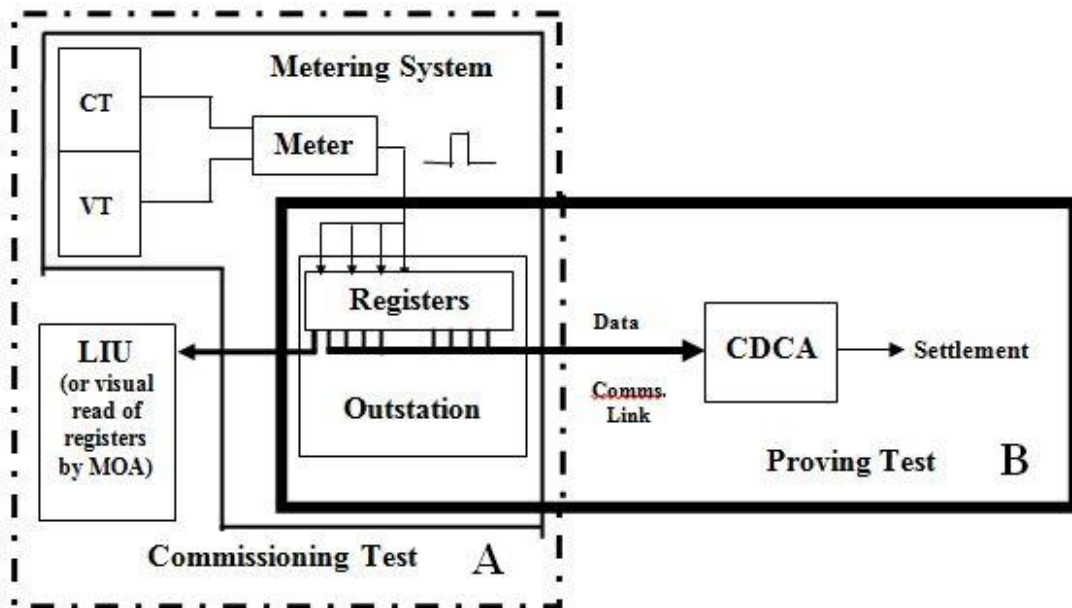 Metering System
CT
VT
Meter
Registers
Outstation
LIU
(or visual
read of
registers
by MOA)
Data
Comms.
Link
CDCA
Settlement
Proving Test B
Commissioning Test A